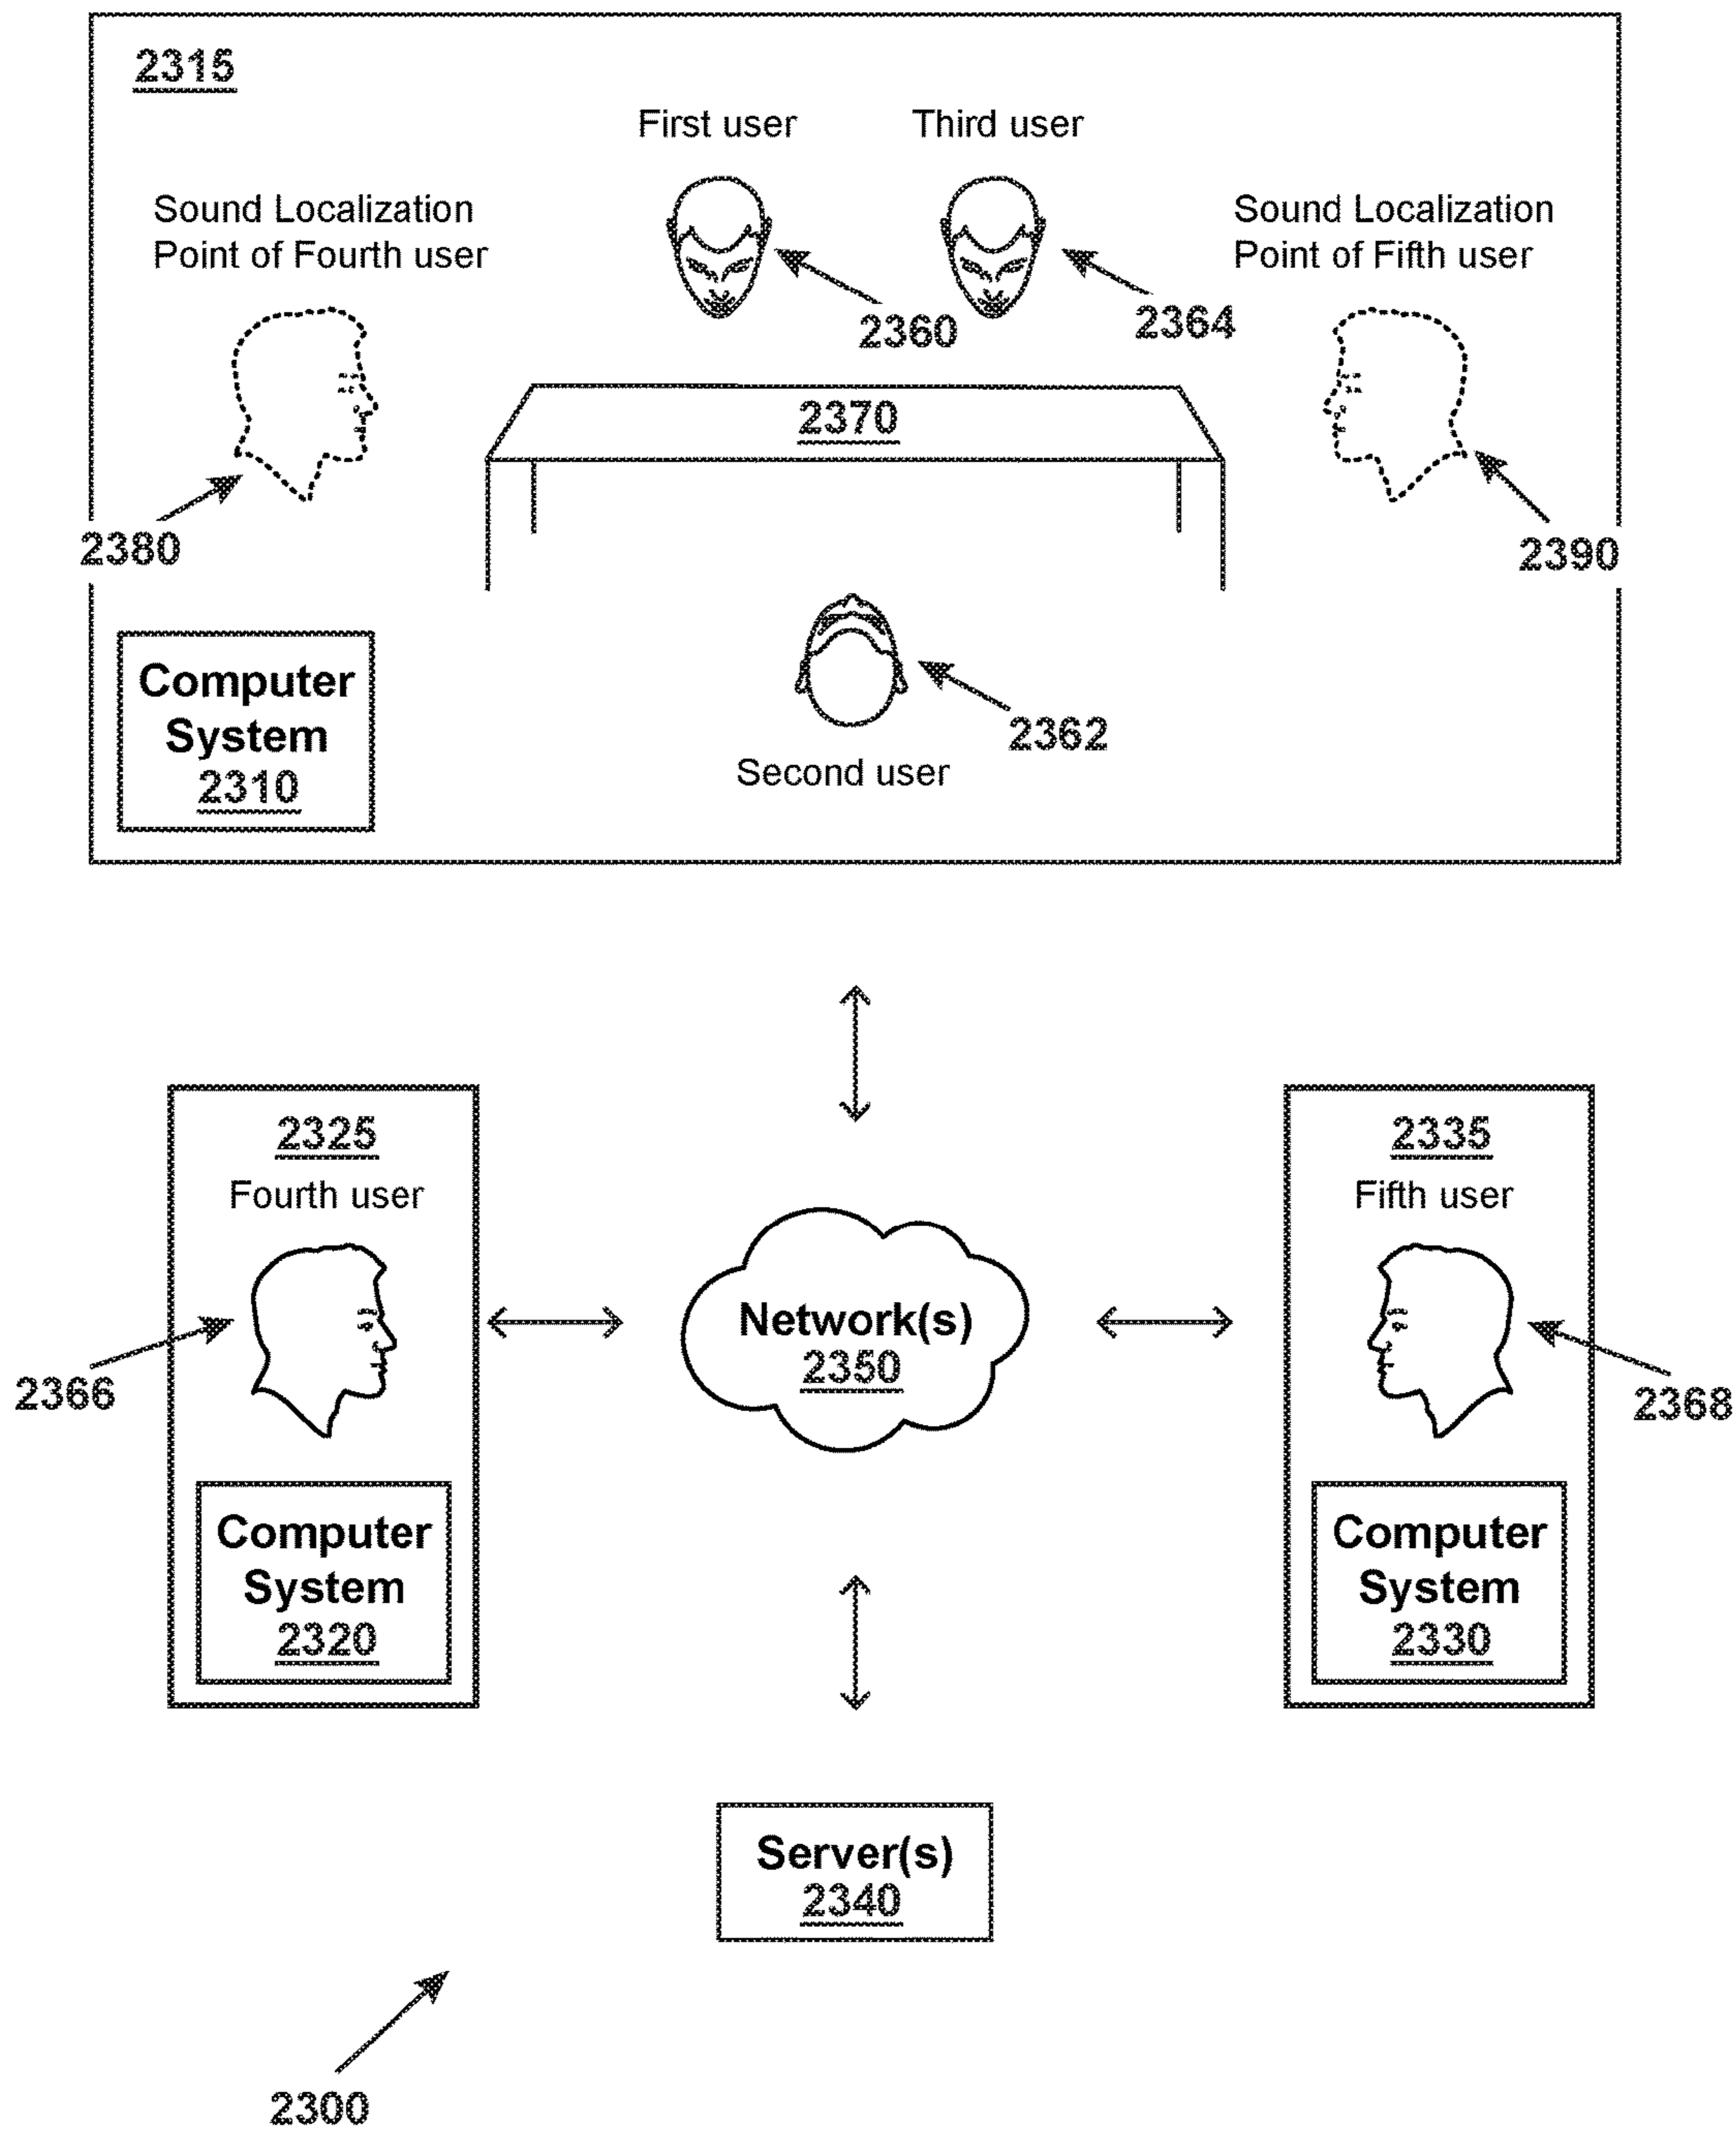 2315
First user
Third user
Sound Localization
Point of Fourth user
Sound Localization
Point of Fifth user
2360
2364
2370
2380
2390
Computer
System
2310
2362
Second user
2325
Fourth user
2335
Fifth user
Network(s)
2350
2366
2368
Computer
System
2320
Computer
System
2330
Server(s)
2340
2300